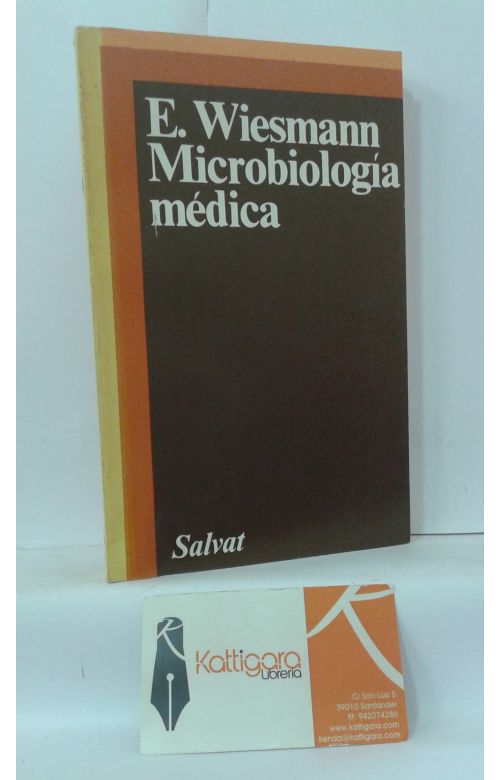 E. Wiesmann
Microbiología
médica
Salvat
Kattigara
Librería
C/ San Luis 5
39010 Santander
tlf: 942074286
www.kattigara.com
tienda@kattigara.com